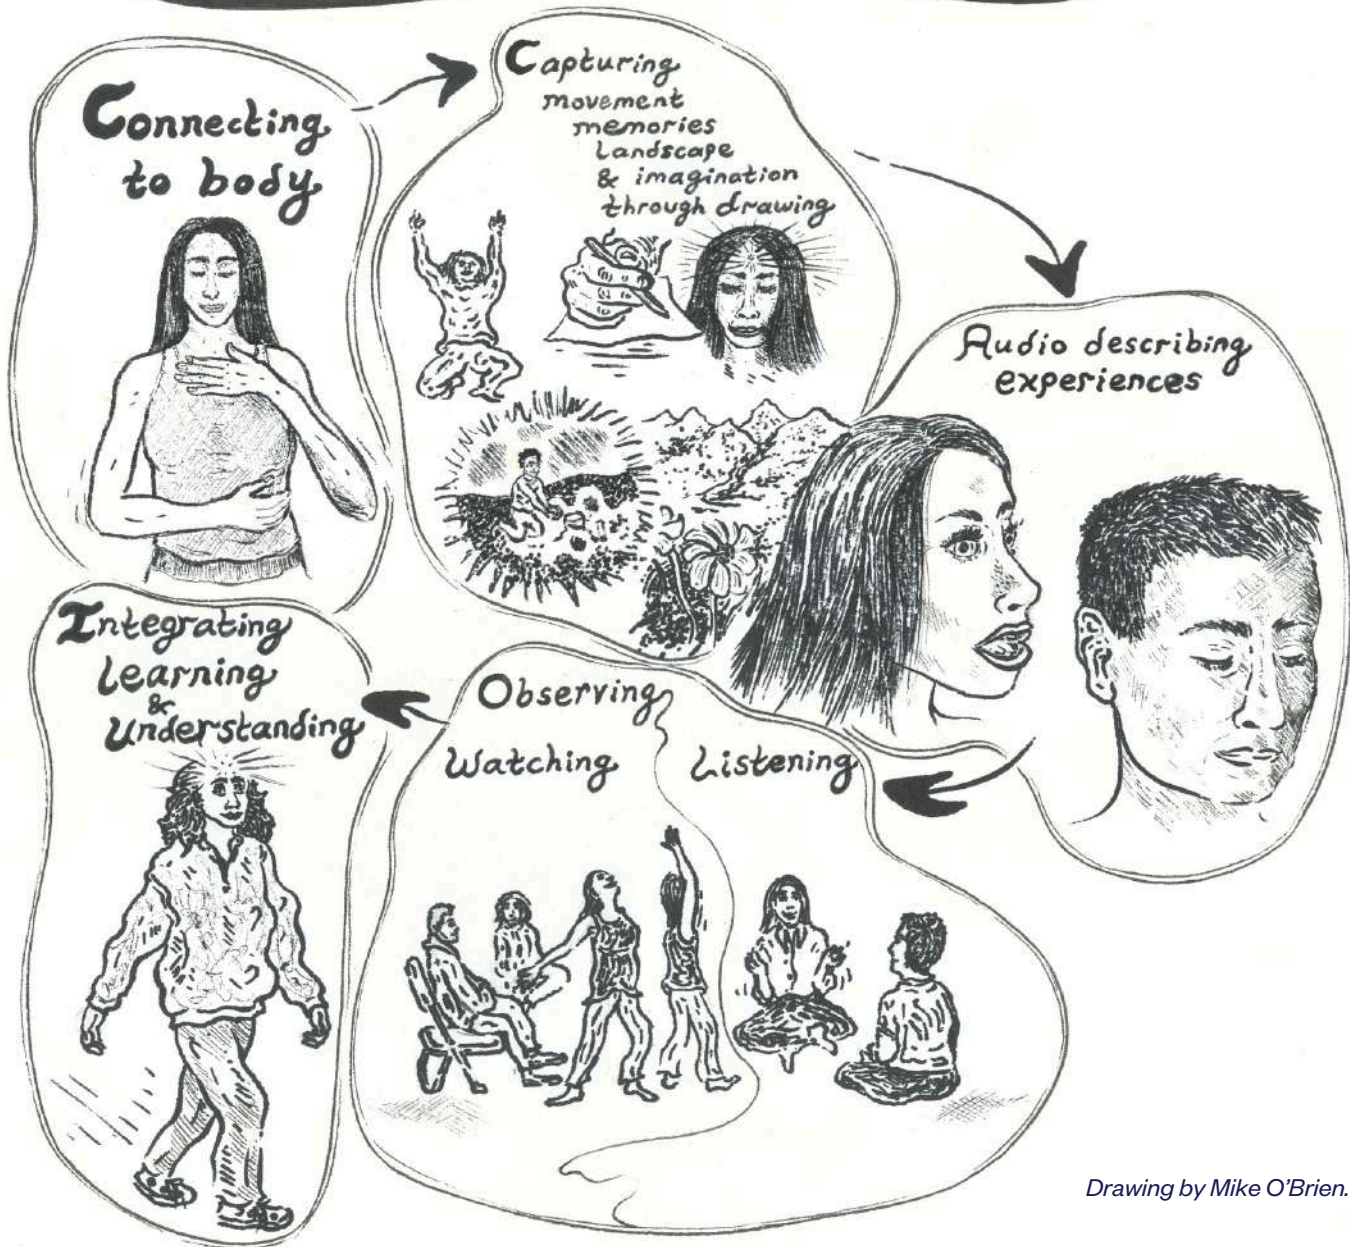 Connecting
to body
Capturing
movement
memories
Landscape
& imagination
through drawing
Audio describing
experiences
Observing
Watching
Listening
Integrating
Learning
&
Understanding
Drawing by Mike O'Brien.